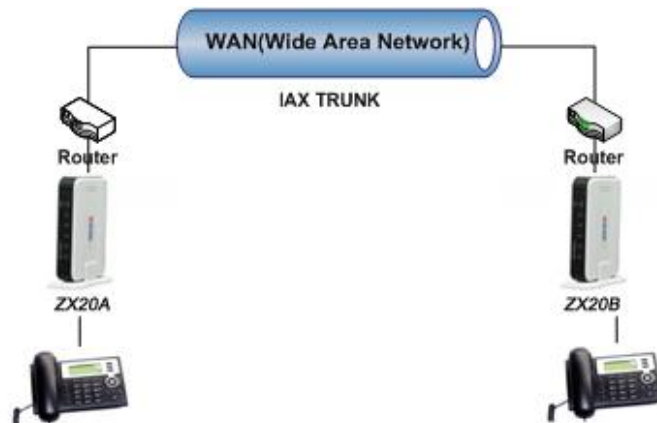 WAN(Wide Area Network)
IAX TRUNK
Router
Router
ZX20A
ZX20B